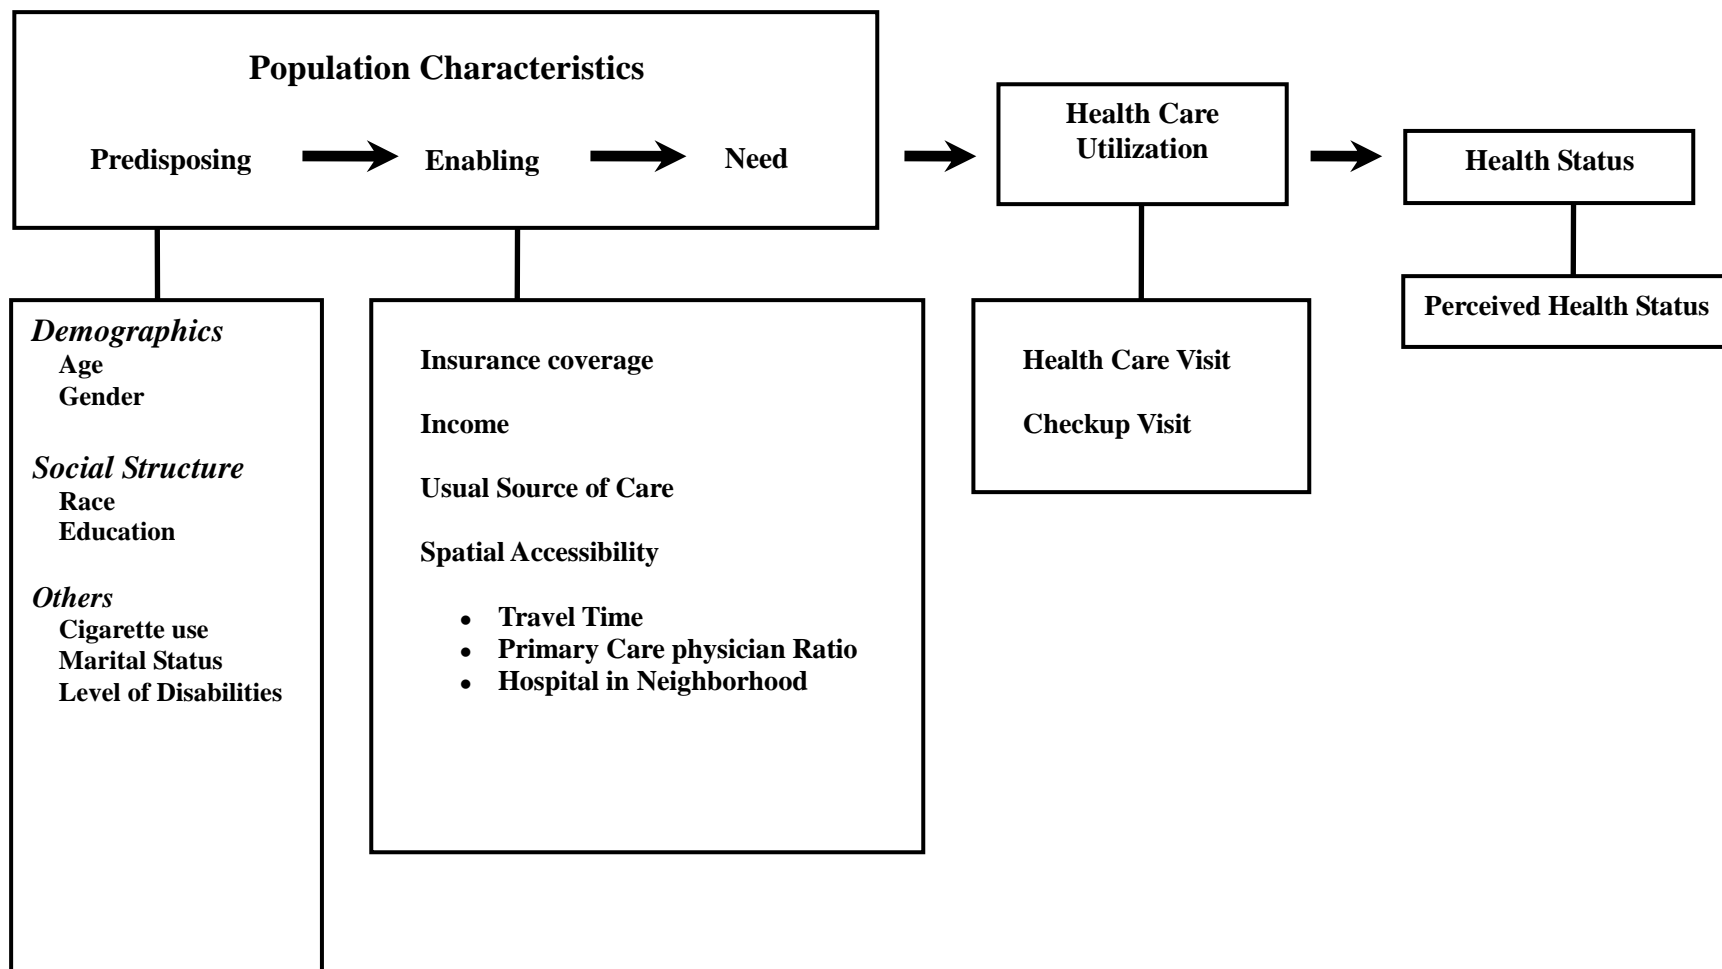 Population Characteristics
Predisposing
Enabling
Need
Health Care
Utilization
Health Status
Demographics
Age
Gender
Social Structure
Race
Education
Others
Cigarette use
Marital Status
Level of Disabilities
Insurance coverage
Income
Usual Source of Care
Spatial Accessibility
• Travel Time
• Primary Care physician Ratio
• Hospital in Neighborhood
Health Care Visit
Checkup Visit
Perceived Health Status